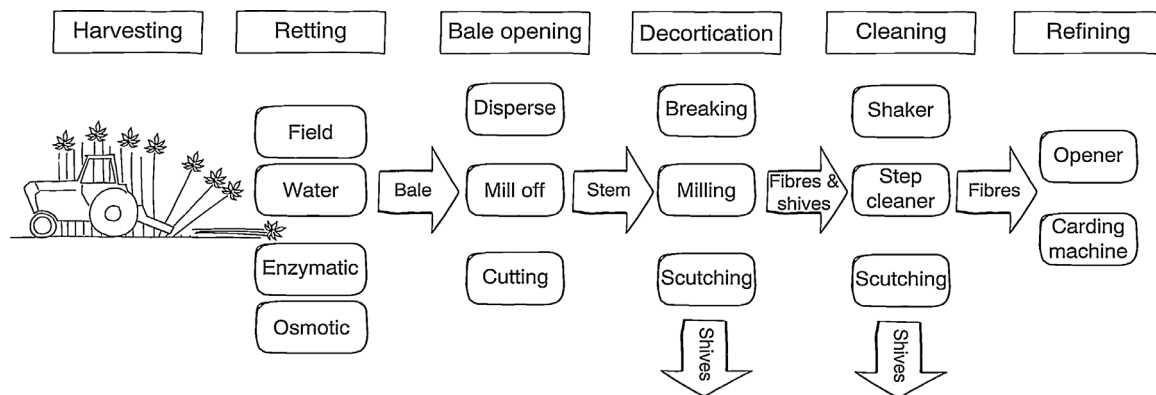 Harvesting
Retting
Bale opening
Decortication
Cleaning
Refining
Field
Water
Enzymatic
Osmotic
Bale
Disperse
Mill off
Cutting
Stem
Breaking
Milling
Scutching
Shives
Fibres &
shives
Shaker
Step
cleaner
Scutching
Shives
Fibres
Opener
Carding
machine